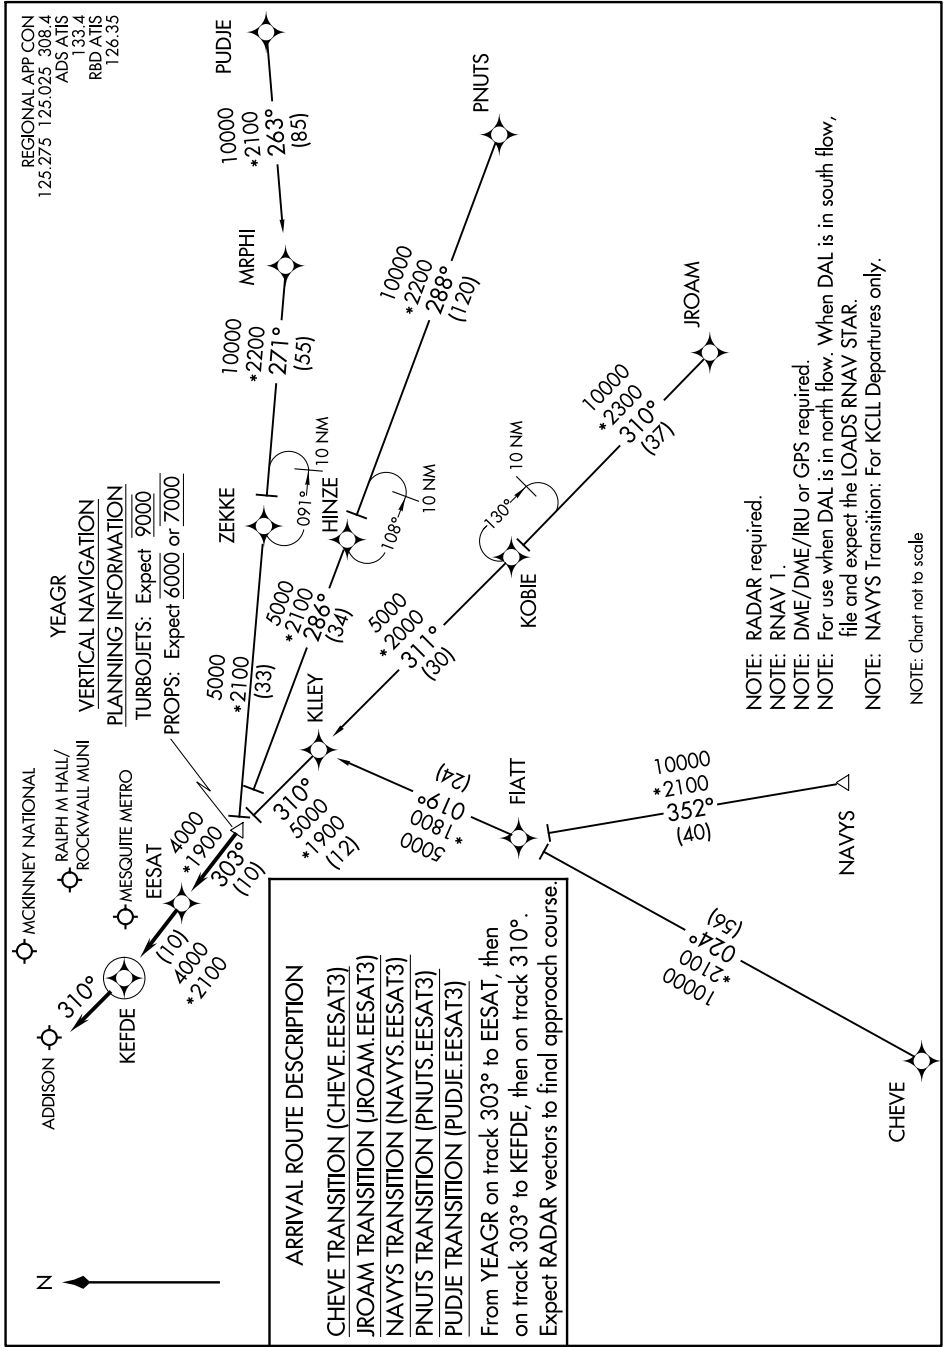 REGIONAL APP CON
125.275 125.025 308.4
ADS ATIS
133.4
RBD ATIS
126.35
MCKINNEY NATIONAL
RALPH M HALL/
ROCKWALL MUNI
MESQUITE METRO
ADDISON
310°
KEFDE
(10)
4000
*2100
EESAT
4000
*1900
303°
(10)
YEAGR
VERTICAL NAVIGATION
PLANNING INFORMATION
TURBOJETS: Expect 9000
PROPS: Expect 6000 or 7000
5000
*2100
(33)
ZEKKE
091°
10 NM
10000
*2200
271°
(55)
MRPHI
10000
*2100
263°
(85)
PUDJE
5000
*2100
286°
(34)
HINZE
108°
10 NM
10000
*2200
288°
(120)
PNUTS
310°
5000
*1900
(12)
KLLEY
5000
*2000
311°
(30)
KOBIE
130°
10 NM
10000
*2300
310°
(37)
JROAM
(24)
019°
*1800
5000
FIATT
10000
*2100
352°
(40)
NAVYS
(56)
024°
*2100
10000
CHEVE
N
ARRIVAL ROUTE DESCRIPTION
CHEVE TRANSITION (CHEVE.EESAT3)
JROAM TRANSITION (JROAM.EESAT3)
NAVYS TRANSITION (NAVYS.EESAT3)
PNUTS TRANSITION (PNUTS.EESAT3)
PUDJE TRANSITION (PUDJE.EESAT3)
From YEAGR on track 303° to EESAT, then
on track 303° to KEFDE, then on track 310°.
Expect RADAR vectors to final approach course.
NOTE: RADAR required.
NOTE: RNAV 1.
NOTE: DME/DME/IRU or GPS required.
NOTE: For use when DAL is in north flow. When DAL is in south flow,
file and expect the LOADS RNAV STAR.
NOTE: NAVYS Transition: For KCLL Departures only.
NOTE: Chart not to scale